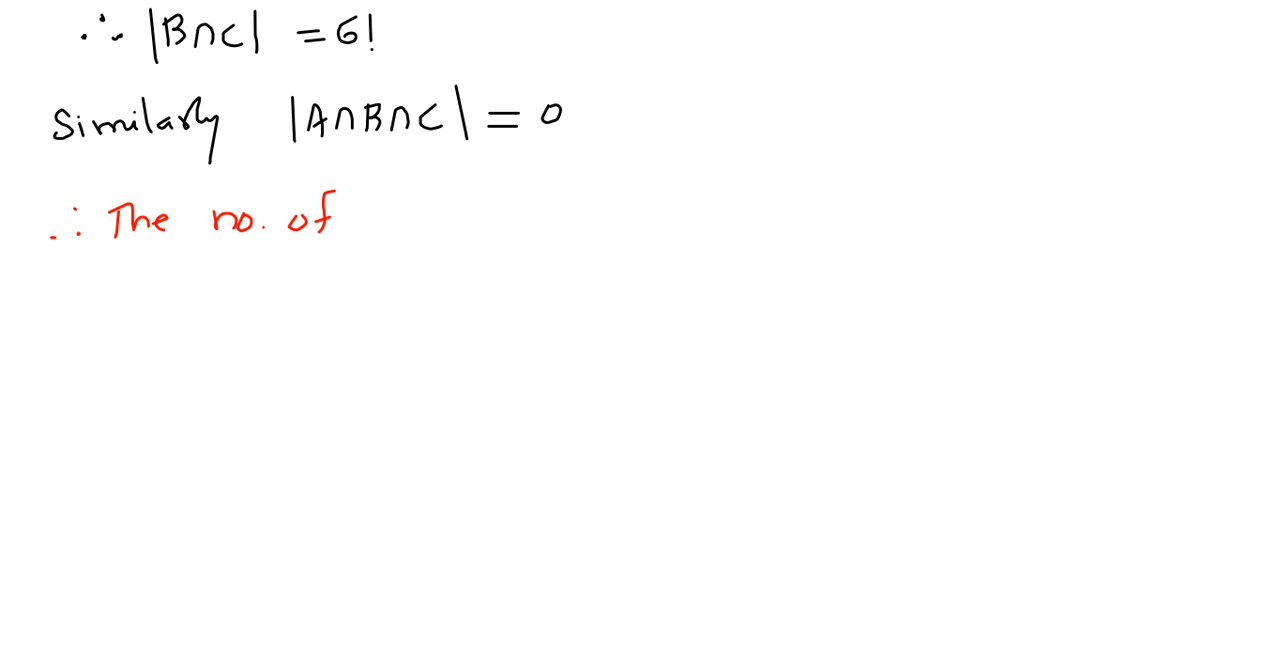 ∴ |B∩C| = 6!
Similarly |A∩B∩C| = 0
∴ The no. of